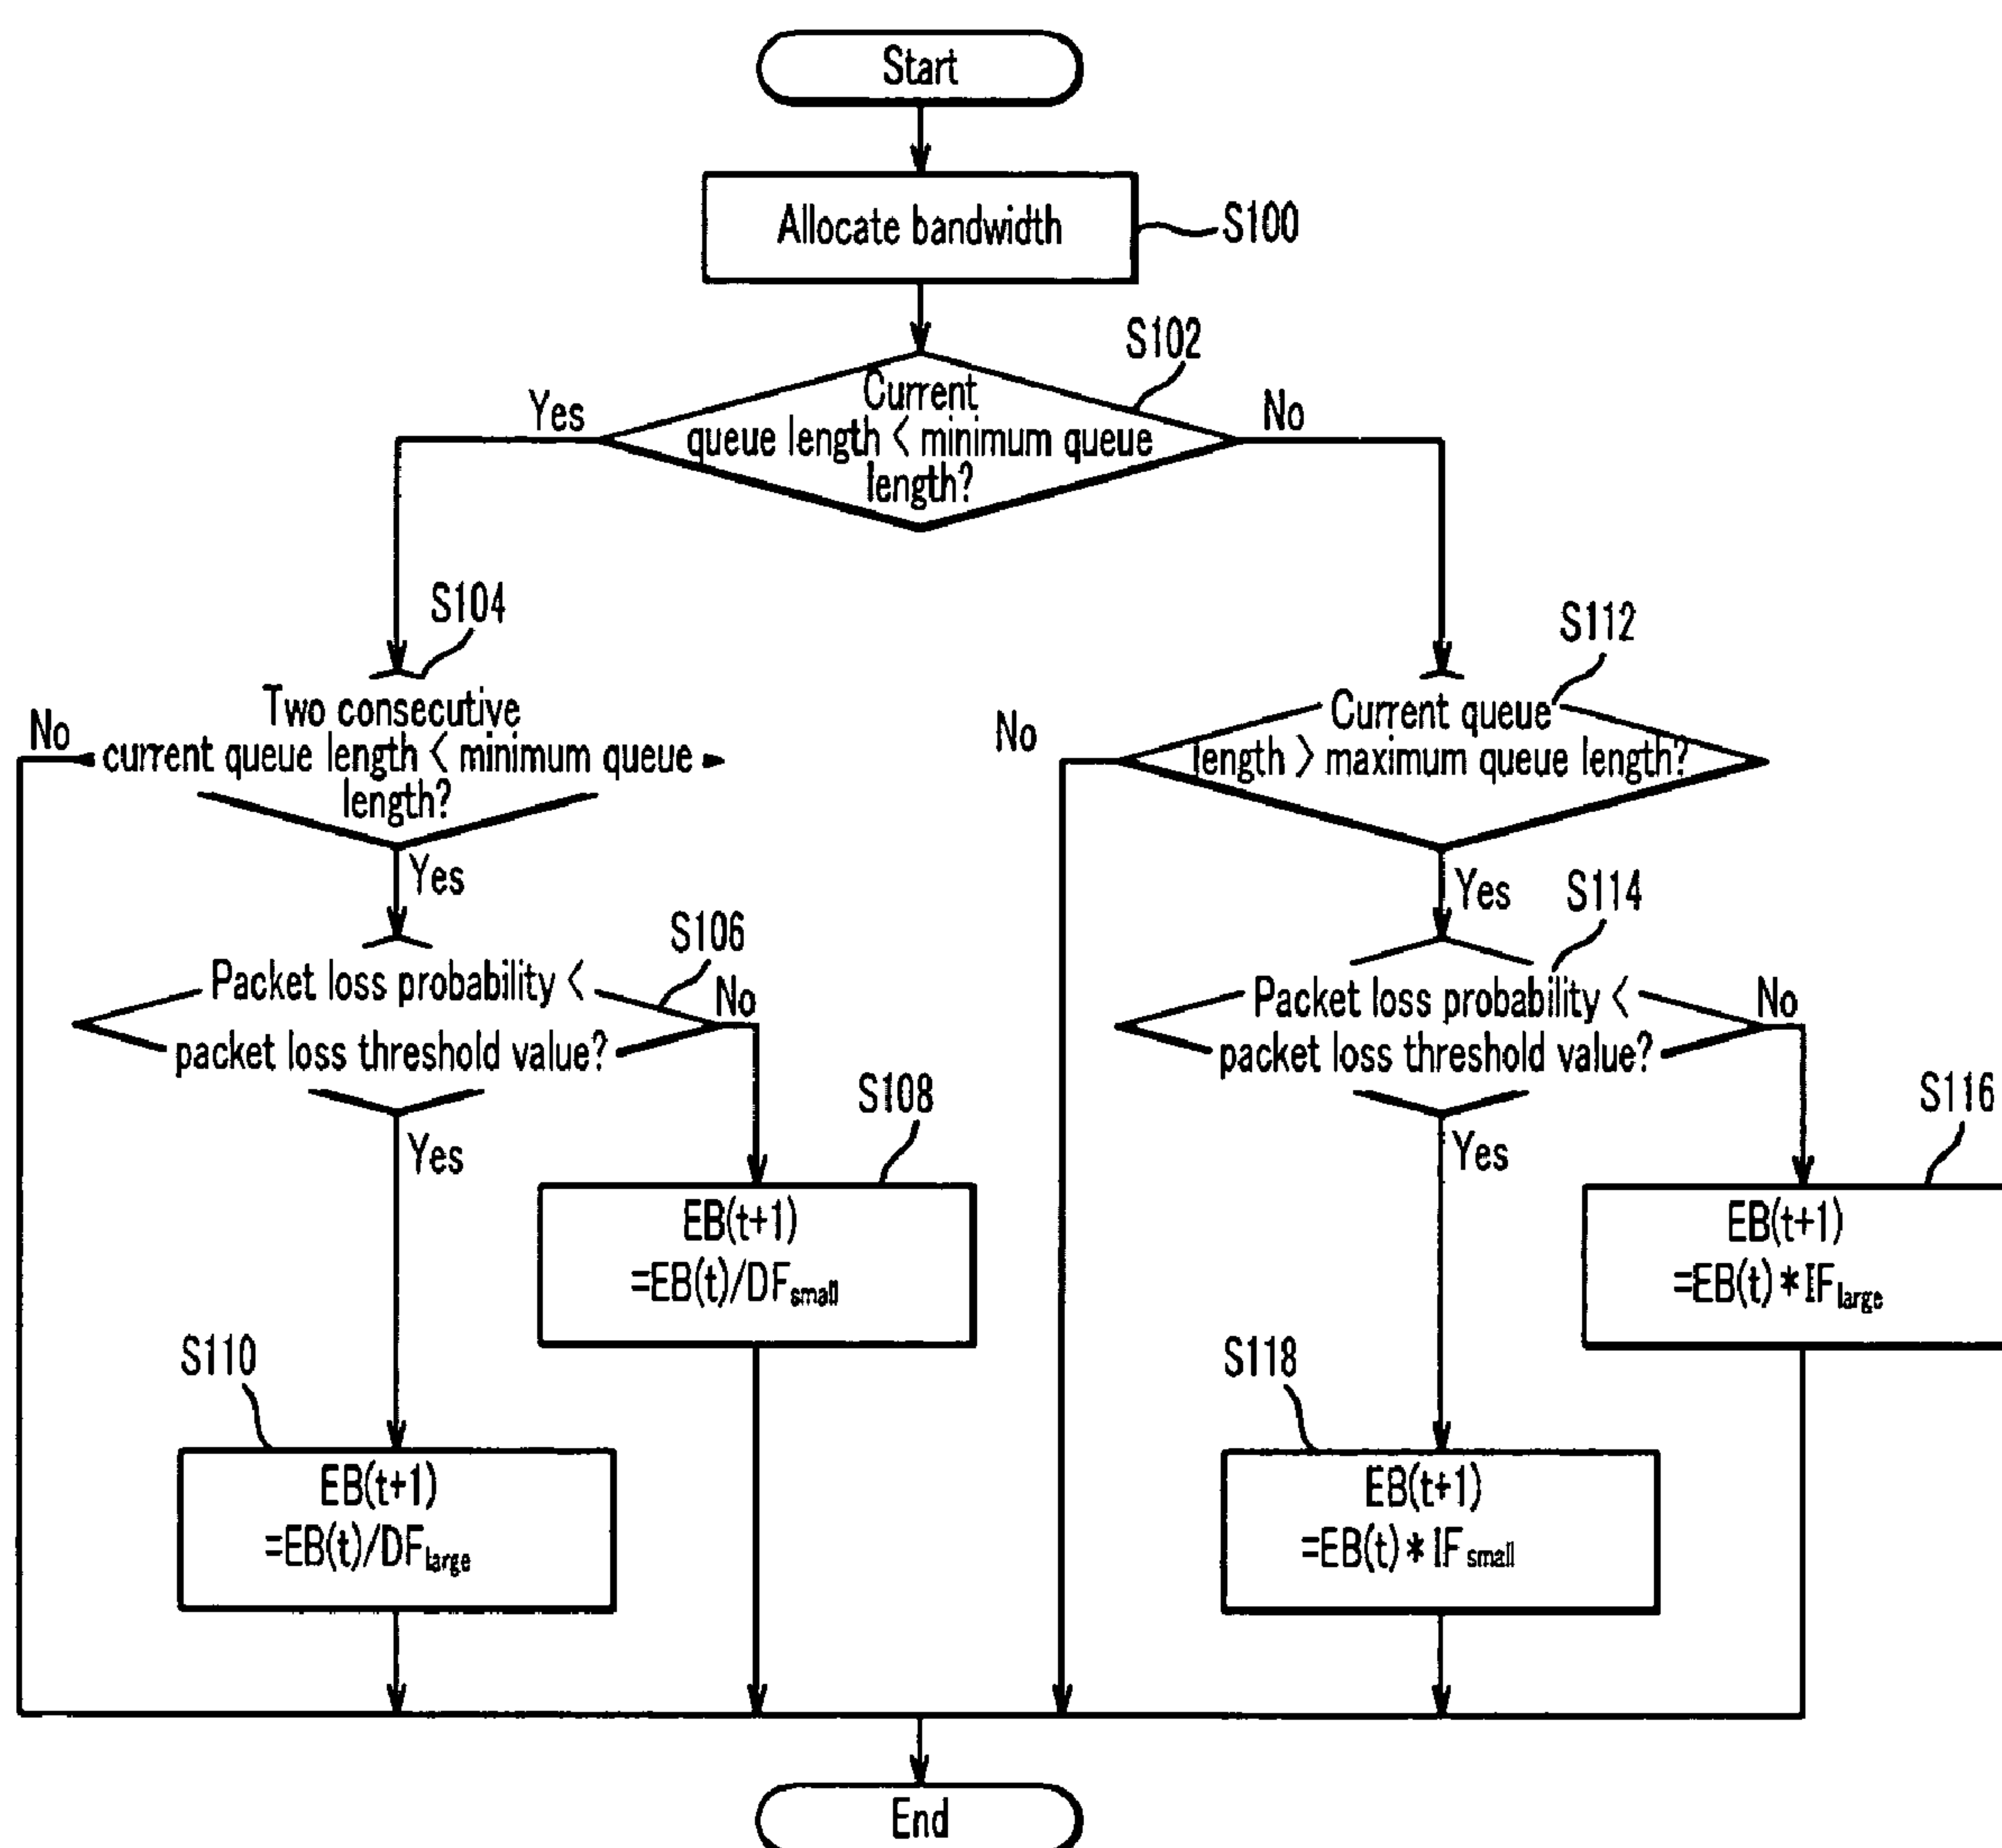 Start
Allocate bandwidth
S100
S102
Current
queue length < minimum queue
length?
Yes
No
S104
Two consecutive
current queue length < minimum queue
length?
No
Yes
S112
Current queue
length > maximum queue length?
No
Yes
S106
Packet loss probability <
packet loss threshold value?
No
Yes
S114
Packet loss probability <
packet loss threshold value?
No
Yes
S108
EB(t+1)
=EB(t)/DFsmall
S116
EB(t+1)
=EB(t)*IFlarge
S110
EB(t+1)
=EB(t)/DFlarge
S118
EB(t+1)
=EB(t)*IFsmall
End